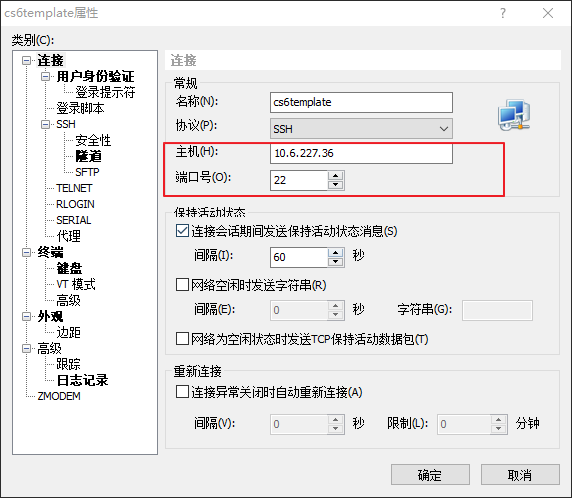 cs6template属性
类别(C):
连接
用户身份验证
登录提示符
登录脚本
SSH
安全性
隧道
SFTP
TELNET
RLOGIN
SERIAL
代理
终端
键盘
VT 模式
高级
外观
边距
高级
跟踪
日志记录
ZMODEM
连接
常规
名称(N): cs6template
协议(P): SSH
主机(H): 10.6.227.36
端口号(O): 22
保持活动状态
连接会话期间发送保持活动状态消息(S)
间隔(I): 60 秒
网络空闲时发送字符串(R)
间隔(E): 0 秒 字符串(G):
网络为空闲状态时发送TCP保持活动数据包(T)
重新连接
连接异常关闭时自动重新连接(A)
间隔(V): 0 秒 限制(L): 0 分钟
确定 取消